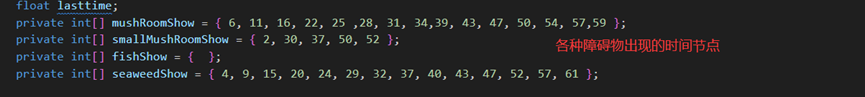 float lasttime;
private int[] mushRoomShow = { 6, 11, 16, 22, 25 ,28, 31, 34,39, 43, 47, 50, 54, 57,59 };
private int[] smallMushRoomShow = { 2, 30, 37, 50, 52 };
各种障碍物出现的时间节点
private int[] fishShow = {  };
private int[] seaweedShow = { 4, 9, 15, 20, 24, 29, 32, 37, 40, 43, 47, 52, 57, 61 };